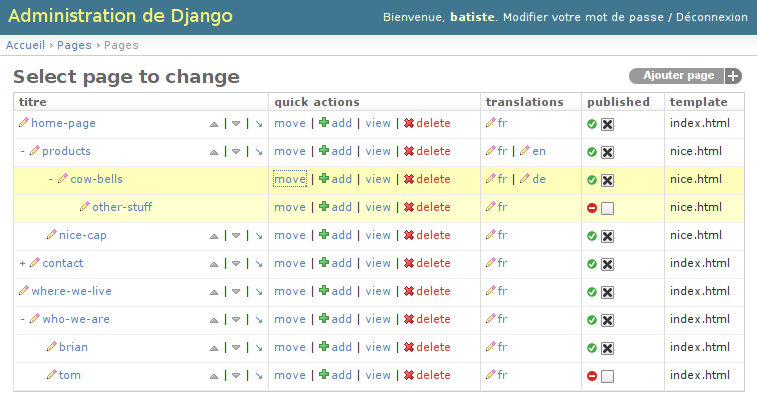 Administration de Django
Bienvenue, batiste. Modifier votre mot de passe / Déconnexion
Accueil › Pages › Pages
Select page to change
Ajouter page +
titre quick actions translations published template
home-page | | ↘ move | add | view | delete fr index.html
- products | | ↘ move | add | view | delete fr | en nice.html
- cow-bells move | add | view | delete fr | de nice.html
other-stuff move | add | view | delete fr nice.html
nice-cap | | ↘ move | add | view | delete fr nice.html
+ contact | | ↘ move | add | view | delete fr index.html
where-we-live | | ↘ move | add | view | delete fr index.html
- who-we-are | | ↘ move | add | view | delete fr index.html
brian | | ↘ move | add | view | delete fr index.html
tom | | ↘ move | add | view | delete fr index.html